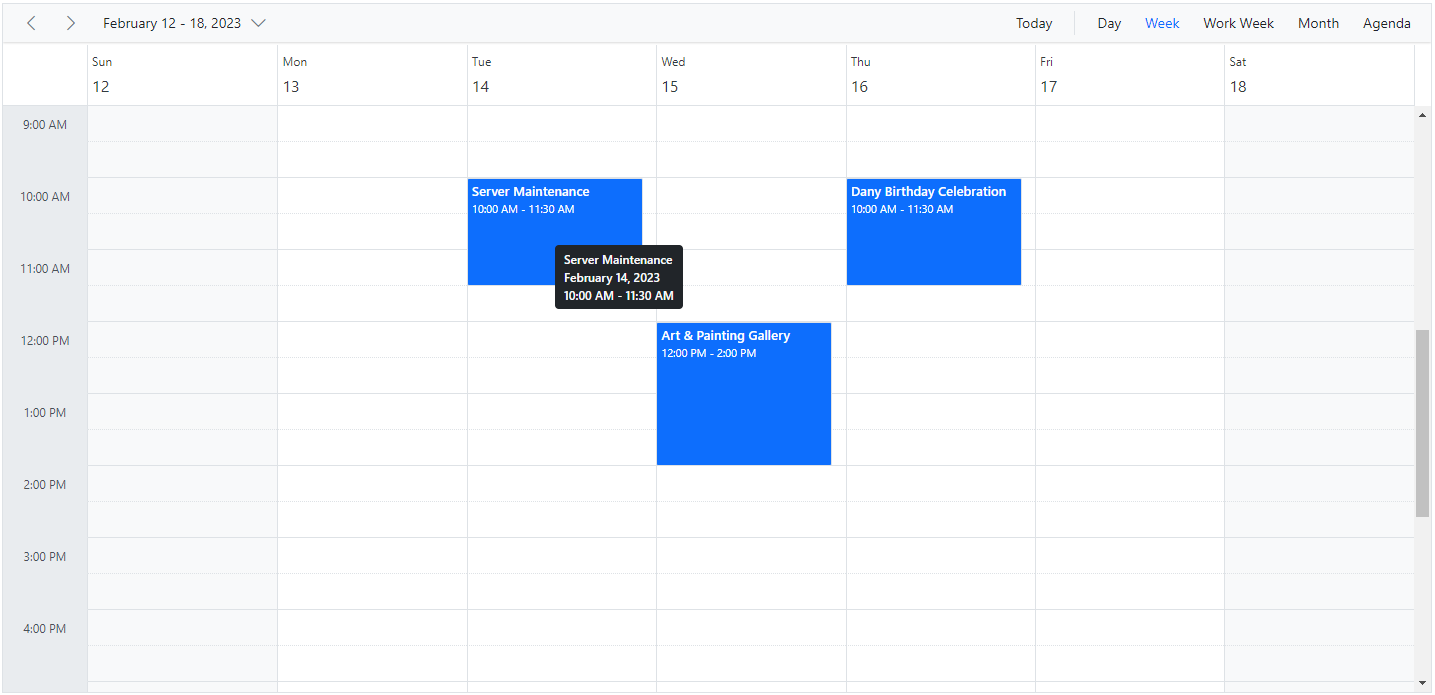 February 12 - 18, 2023
Today
Day
Week
Work Week
Month
Agenda
Sun
12
Mon
13
Tue
14
Wed
15
Thu
16
Fri
17
Sat
18
9:00 AM
10:00 AM
11:00 AM
12:00 PM
1:00 PM
2:00 PM
3:00 PM
4:00 PM
Server Maintenance
10:00 AM - 11:30 AM
Server Maintenance
February 14, 2023
10:00 AM - 11:30 AM
Art & Painting Gallery
12:00 PM - 2:00 PM
Dany Birthday Celebration
10:00 AM - 11:30 AM